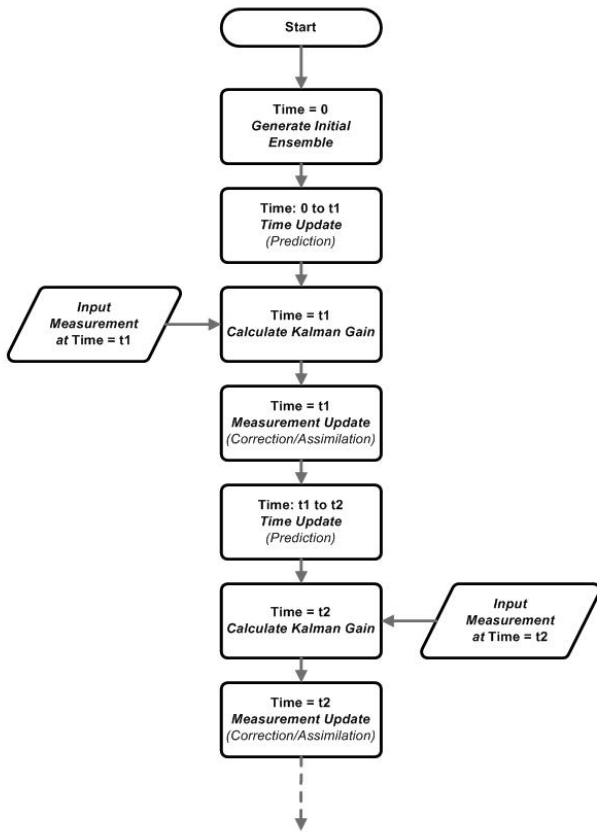 Start
Time = 0
Generate Initial
Ensemble
Time: 0 to t1
Time Update
(Prediction)
Input
Measurement
at Time = t1
Time = t1
Calculate Kalman Gain
Time = t1
Measurement Update
(Correction/Assimilation)
Time: t1 to t2
Time Update
(Prediction)
Time = t2
Calculate Kalman Gain
Input
Measurement
at Time = t2
Time = t2
Measurement Update
(Correction/Assimilation)